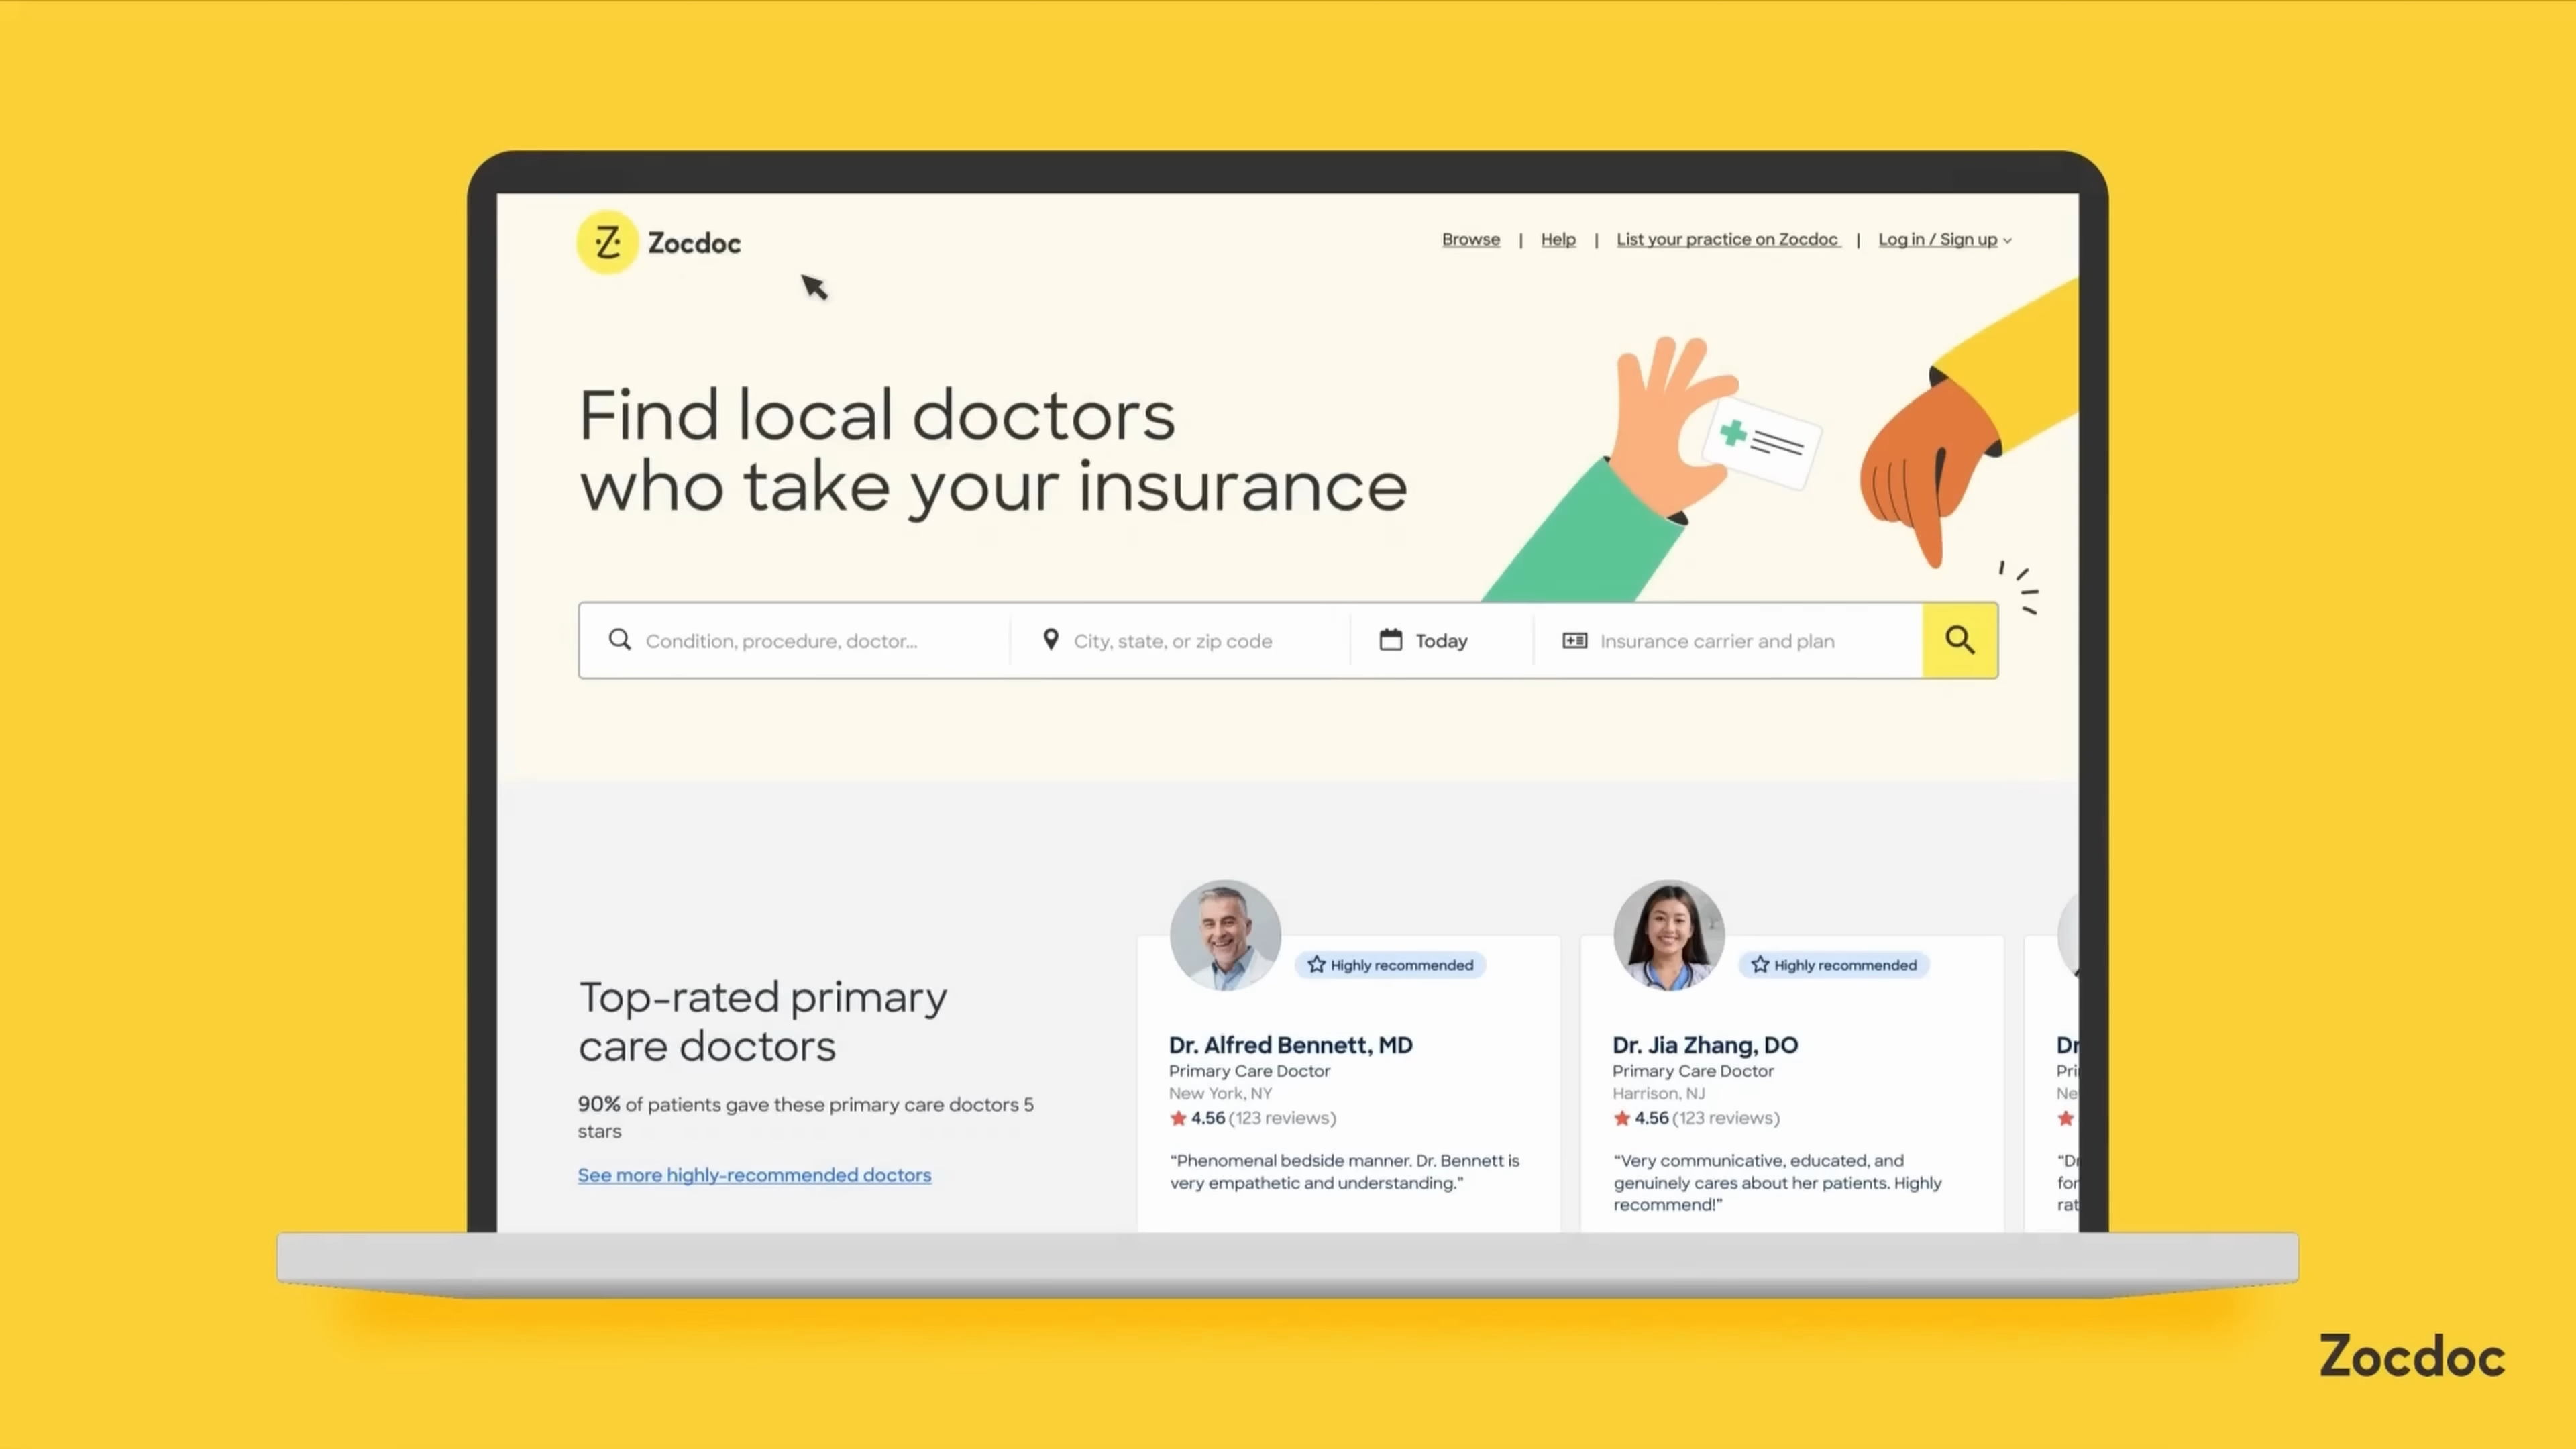 Zocdoc
Browse | Help | List your practice on Zocdoc | Log in / Sign up
Find local doctors
who take your insurance
Condition, procedure, doctor...
City, state, or zip code
Today
Insurance carrier and plan
Top-rated primary
care doctors
90% of patients gave these primary care doctors 5
stars
See more highly-recommended doctors
Highly recommended
Dr. Alfred Bennett, MD
Primary Care Doctor
New York, NY
4.56 (123 reviews)
“Phenomenal bedside manner. Dr. Bennett is
very empathetic and understanding.”
Highly recommended
Dr. Jia Zhang, DO
Primary Care Doctor
Harrison, NJ
4.56 (123 reviews)
“Very communicative, educated, and
genuinely cares about her patients. Highly
recommend!”
Zocdoc